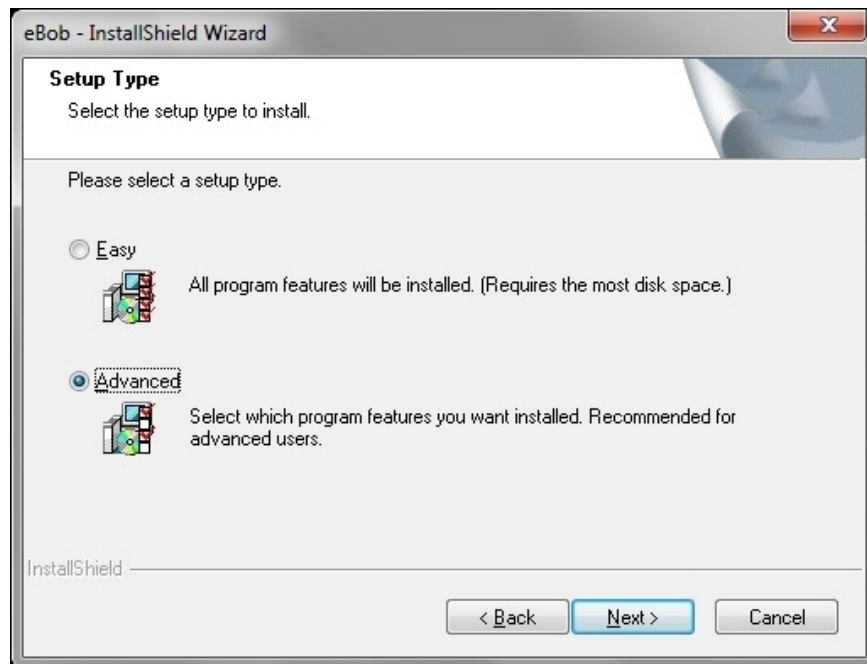 eBob - InstallShield Wizard
Setup Type
Select the setup type to install.
Please select a setup type.
Easy
All program features will be installed. (Requires the most disk space.)
Advanced
Select which program features you want installed. Recommended for
advanced users.
InstallShield
< Back
Next >
Cancel